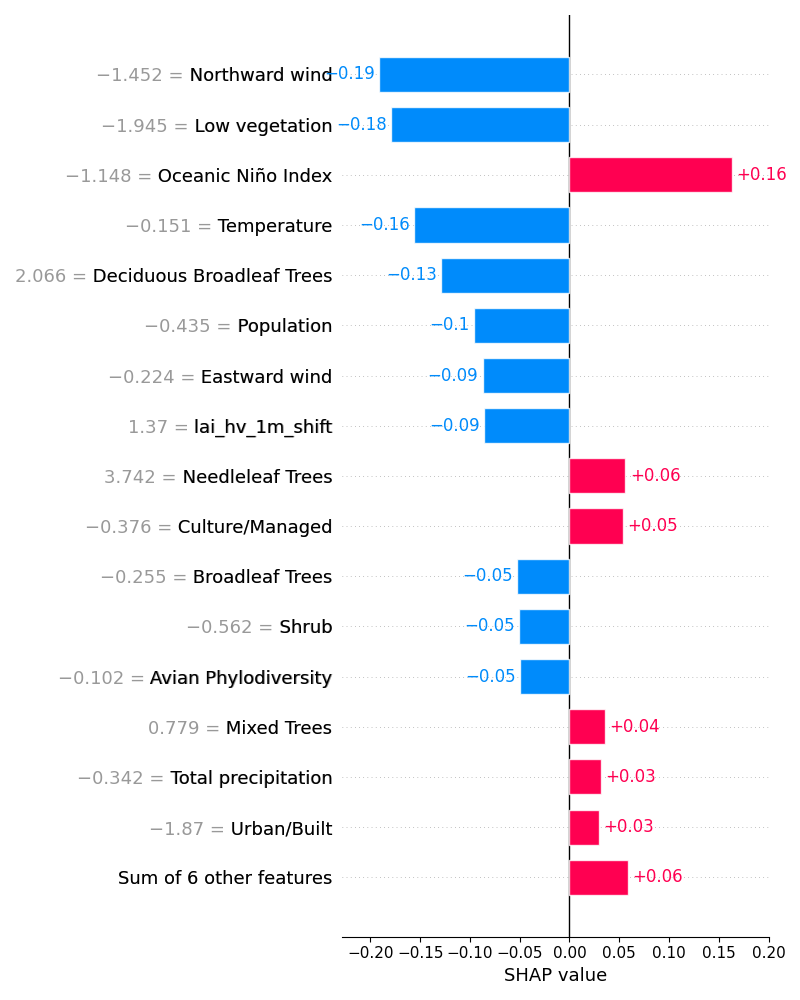 −1.452 = Northward wind −0.19
−1.945 = Low vegetation −0.18
−1.148 = Oceanic Niño Index +0.16
−0.151 = Temperature −0.16
2.066 = Deciduous Broadleaf Trees −0.13
−0.435 = Population −0.1
−0.224 = Eastward wind −0.09
1.37 = lai_hv_1m_shift −0.09
3.742 = Needleleaf Trees +0.06
−0.376 = Culture/Managed +0.05
−0.255 = Broadleaf Trees −0.05
−0.562 = Shrub −0.05
−0.102 = Avian Phylodiversity −0.05
0.779 = Mixed Trees +0.04
−0.342 = Total precipitation +0.03
−1.87 = Urban/Built +0.03
Sum of 6 other features +0.06
−0.20 −0.15 −0.10 −0.05 0.00 0.05 0.10 0.15 0.20
SHAP value